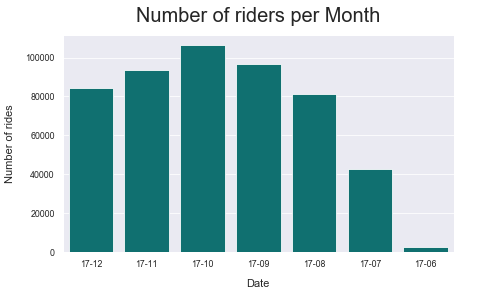 Number of riders per Month
Number of rides
100000
80000
60000
40000
20000
0
17-12 17-11 17-10 17-09 17-08 17-07 17-06
Date